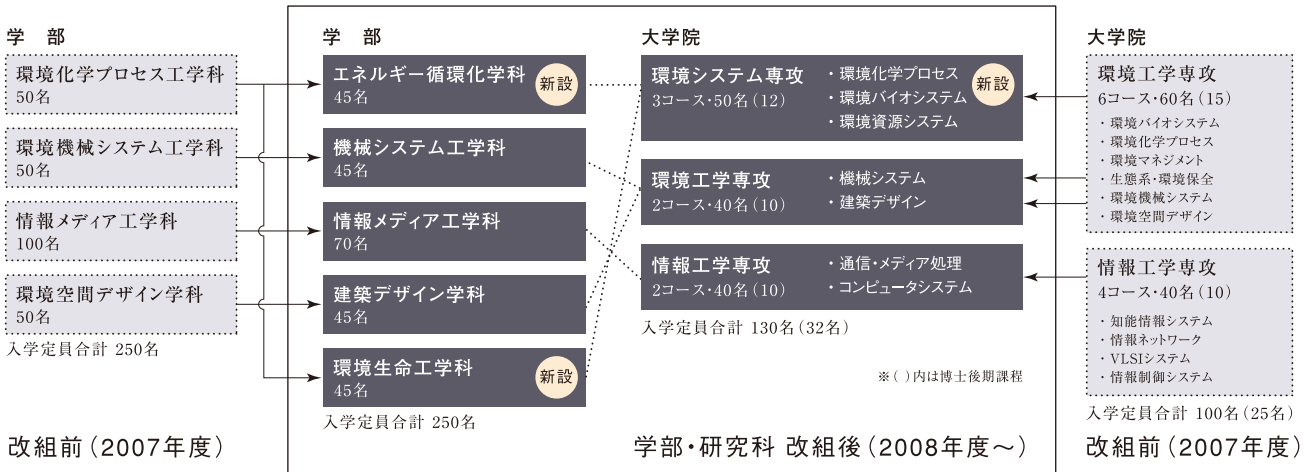 学 部
環境化学プロセス工学科
50名
環境機械システム工学科
50名
情報メディア工学科
100名
環境空間デザイン学科
50名
入学定員合計 250名
改組前(2007年度)
学 部
エネルギー循環化学科
45名
新設
機械システム工学科
45名
情報メディア工学科
70名
建築デザイン学科
45名
環境生命工学科
45名
新設
入学定員合計 250名
大学院
環境システム専攻
3コース・50名(12)
・環境化学プロセス
・環境バイオシステム
・環境資源システム
新設
環境工学専攻
2コース・40名(10)
・機械システム
・建築デザイン
情報工学専攻
2コース・40名(10)
・通信・メディア処理
・コンピュータシステム
入学定員合計 130名(32名)
※( )内は博士後期課程
学部・研究科 改組後(2008年度〜)
大学院
環境工学専攻
6コース・60名(15)
・環境バイオシステム
・環境化学プロセス
・環境マネジメント
・生態系・環境保全
・環境機械システム
・環境空間デザイン
情報工学専攻
4コース・40名(10)
・知能情報システム
・情報ネットワーク
・VLSIシステム
・情報制御システム
入学定員合計 100名(25名)
改組前(2007年度)